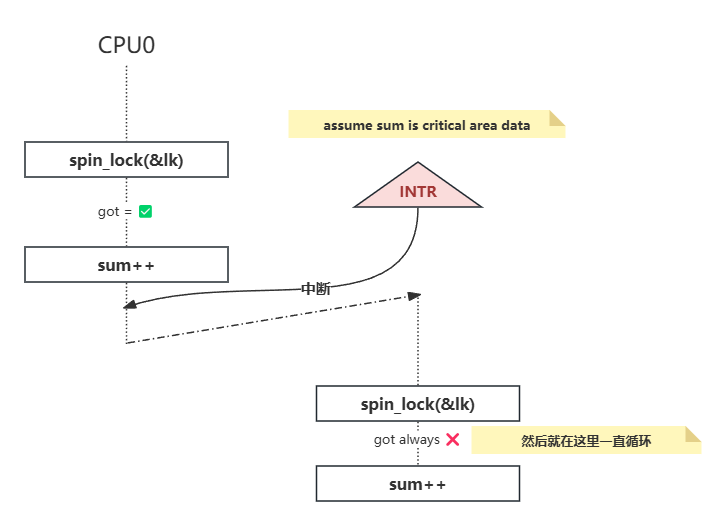 CPU0
assume sum is critical area data
spin_lock(&lk)
INTR
got = ✅
sum++
中断
spin_lock(&lk)
got always ❌
然后就在这里一直循环
sum++